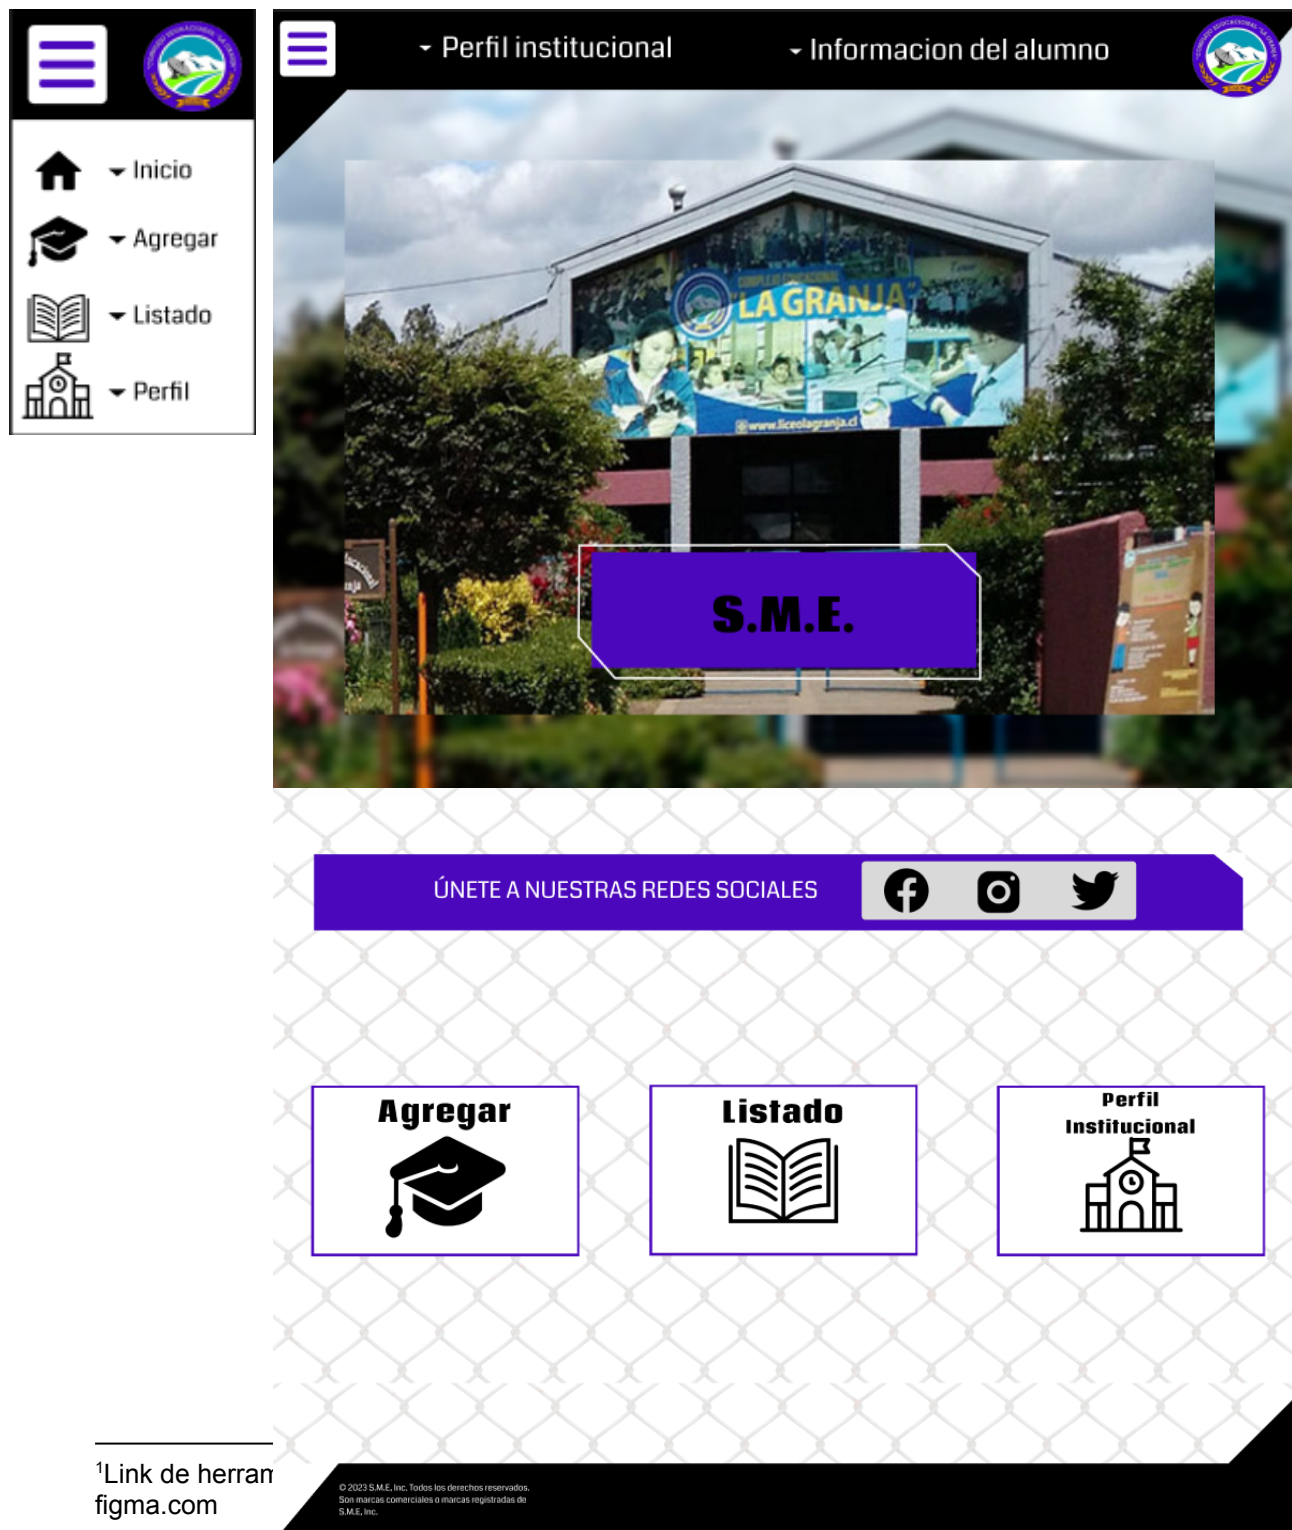 Inicio
Agregar
Listado
Perfil
Perfil institucional
Informacion del alumno
COMPLEJO EDUCACIONAL
"LA GRANJA"
www.liceolagranja.cl
S.M.E.
ÚNETE A NUESTRAS REDES SOCIALES
Agregar
Listado
Perfil
Institucional
¹Link de herram
figma.com
© 2023 S.M.E, Inc. Todos los derechos reservados.
Son marcas comerciales o marcas registradas de
S.M.E, Inc.